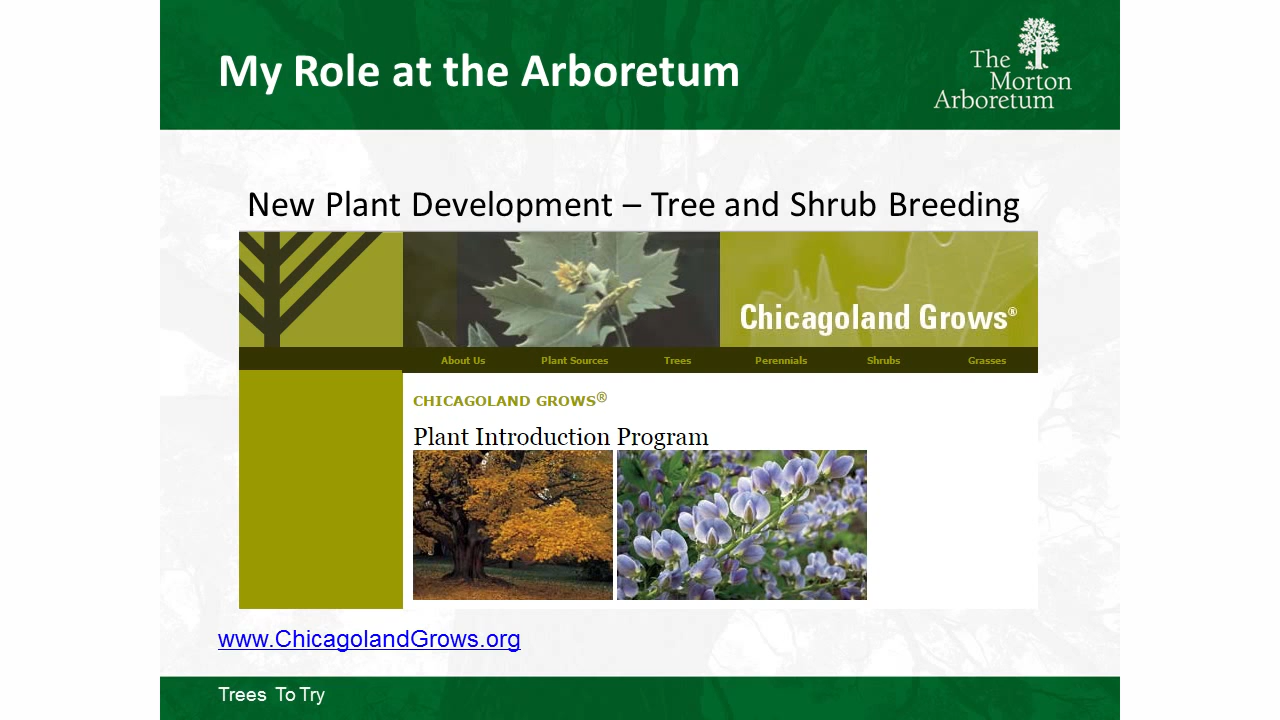 My Role at the Arboretum
The
Morton
Arboretum
New Plant Development – Tree and Shrub Breeding
Chicagoland Grows®
About Us Plant Sources Trees Perennials Shrubs Grasses
CHICAGOLAND GROWS®
Plant Introduction Program
www.ChicagolandGrows.org
Trees To Try